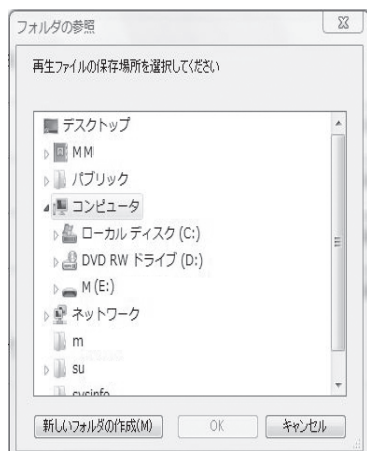 フォルダの参照
再生ファイルの保存場所を選択してください
デスクトップ
MM
パブリック
コンピュータ
ローカル ディスク (C:)
DVD RW ドライブ (D:)
M (E:)
ネットワーク
m
su
sysinfo
新しいフォルダの作成(M)
OK
キャンセル